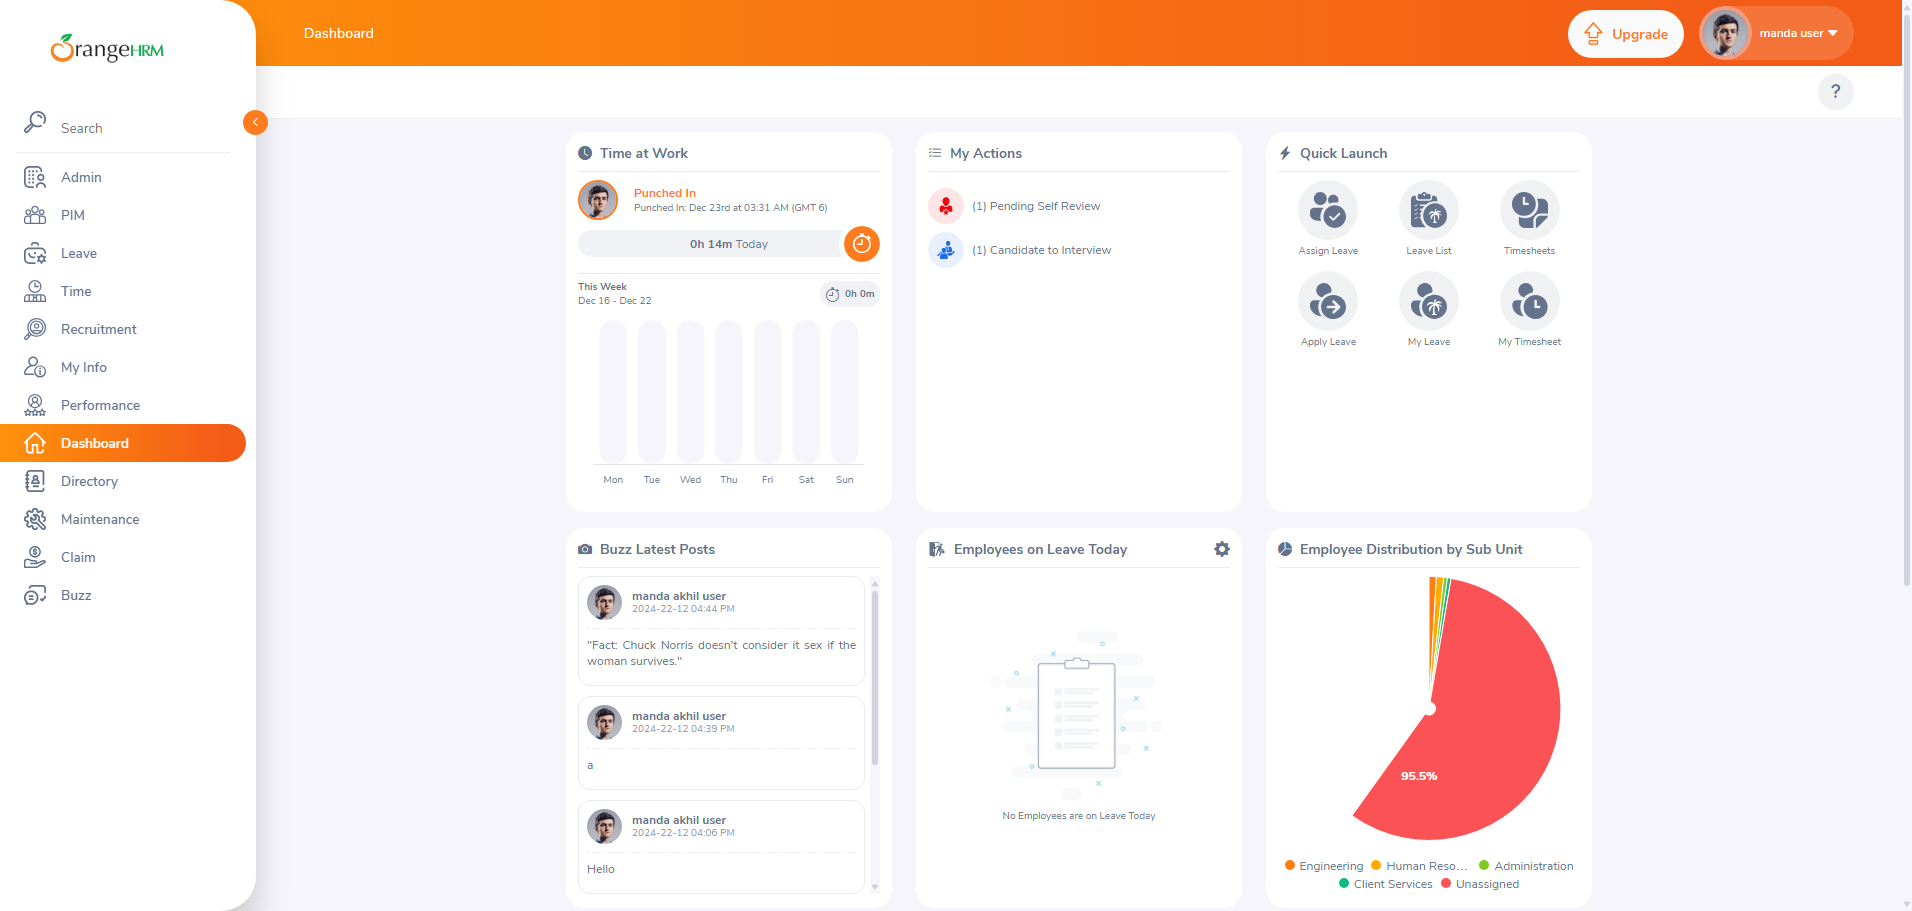 OrangeHRM
Dashboard
Upgrade
manda user
?
Search
Admin
PIM
Leave
Time
Recruitment
My Info
Performance
Dashboard
Directory
Maintenance
Claim
Buzz
Time at Work
Punched In
Punched In: Dec 23rd at 03:31 AM (GMT 6)
0h 14m Today
This Week
Dec 16 - Dec 22
0h 0m
Mon Tue Wed Thu Fri Sat Sun
My Actions
(1) Pending Self Review
(1) Candidate to Interview
Quick Launch
Assign Leave Leave List Timesheets
Apply Leave My Leave My Timesheet
Buzz Latest Posts
manda akhil user
2024-22-12 04:44 PM
"Fact: Chuck Norris doesn't consider it sex if the
woman survives."
manda akhil user
2024-22-12 04:39 PM
a
manda akhil user
2024-22-12 04:06 PM
Hello
Employees on Leave Today
No Employees are on Leave Today
Employee Distribution by Sub Unit
95.5%
Engineering Human Reso... Administration
Client Services Unassigned